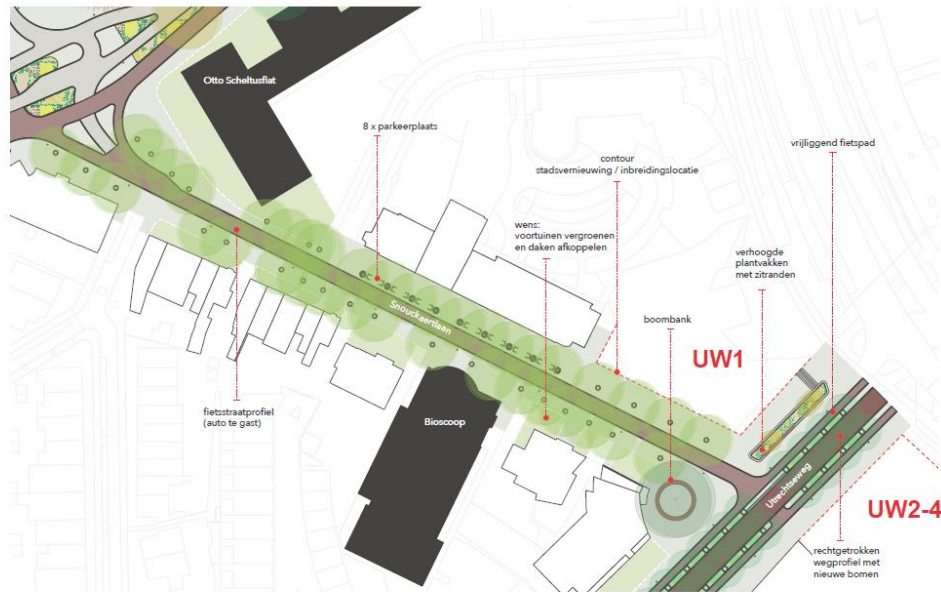 Otto Scheltusflat
8 x parkeerplaats
contour
stadsvernieuwing / inbreidingslocatie
vrijliggend fietspad
wens:
voortuinen vergroenen
en daken afkoppelen
verhoogde
plantvakken
met zitranden
Snouckaertlaan
boombank
UW1
fietsstraatprofiel
(auto te gast)
Bioscoop
Utrechtseweg
UW2-4
rechtgetrokken
wegprofiel met
nieuwe bomen